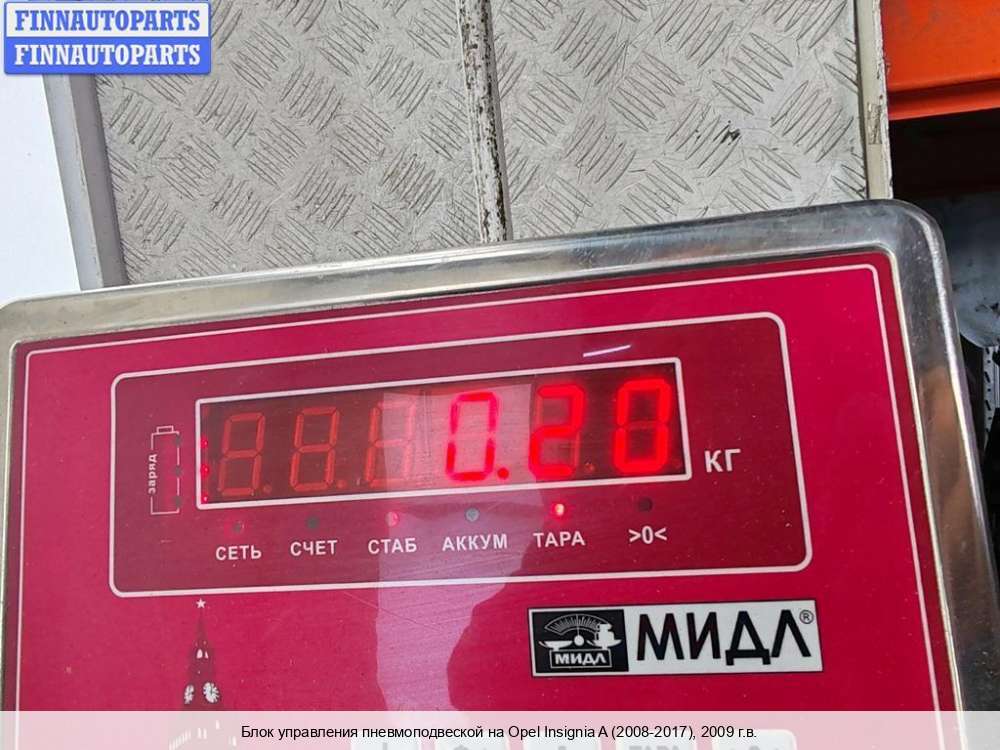 FINNAUTOPARTS
FINNAUTOPARTS
заряд
0.20 КГ
СЕТЬ СЧЕТ СТАБ АККУМ ТАРА >0<
МИДЛ МИДЛ®
Блок управления пневмоподвеской на Opel Insignia A (2008-2017), 2009 г.в.